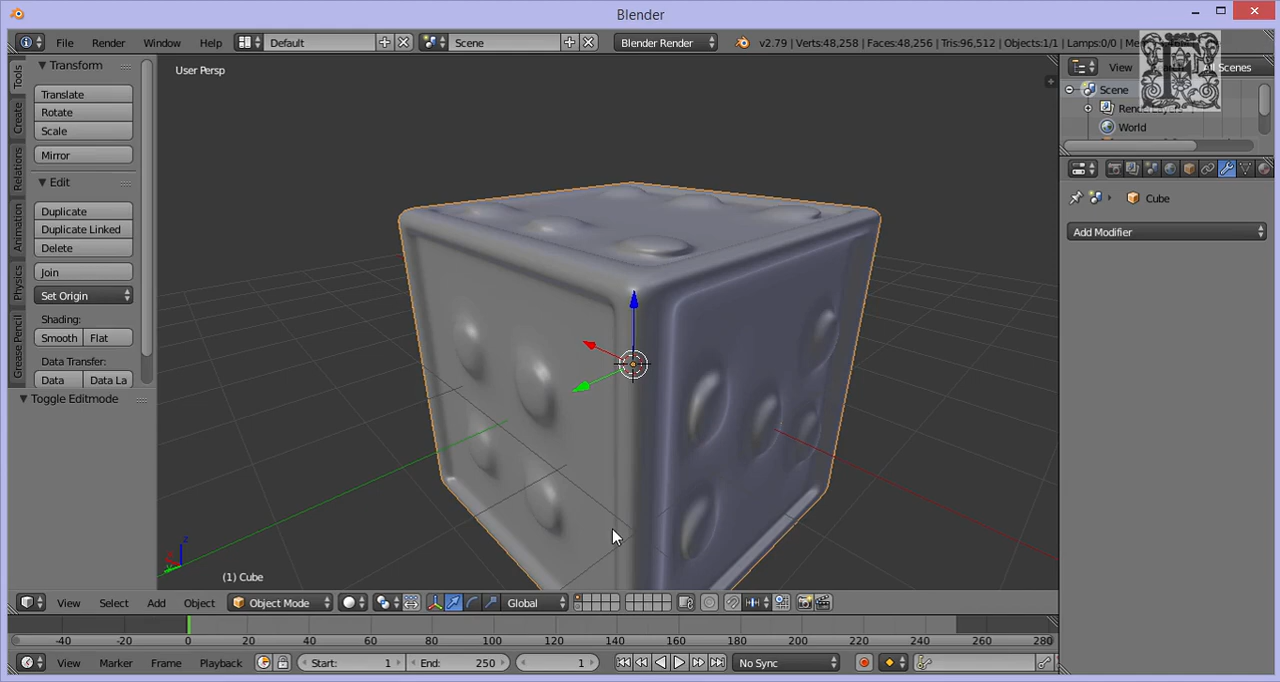 Blender
File Render Window Help Default Scene Blender Render v2.79 | Verts:48,258 | Faces:48,256 | Tris:96,512 | Objects:1/1 | Lamps:0/0 |
Tools
Create
Relations
Animation
Physics
Grease Pencil
Transform
Translate
Rotate
Scale
Mirror
Edit
Duplicate
Duplicate Linked
Delete
Join
Set Origin
Shading:
Smooth Flat
Data Transfer:
Data Data La
Toggle Editmode
User Persp
(1) Cube
View All Scenes
Scene
World
Cube
Add Modifier
View Select Add Object Object Mode Global
-40 -20 0 20 40 60 80 100 120 140 160 180 200 220 240 260 280
View Marker Frame Playback Start: 1 End: 250 1 No Sync